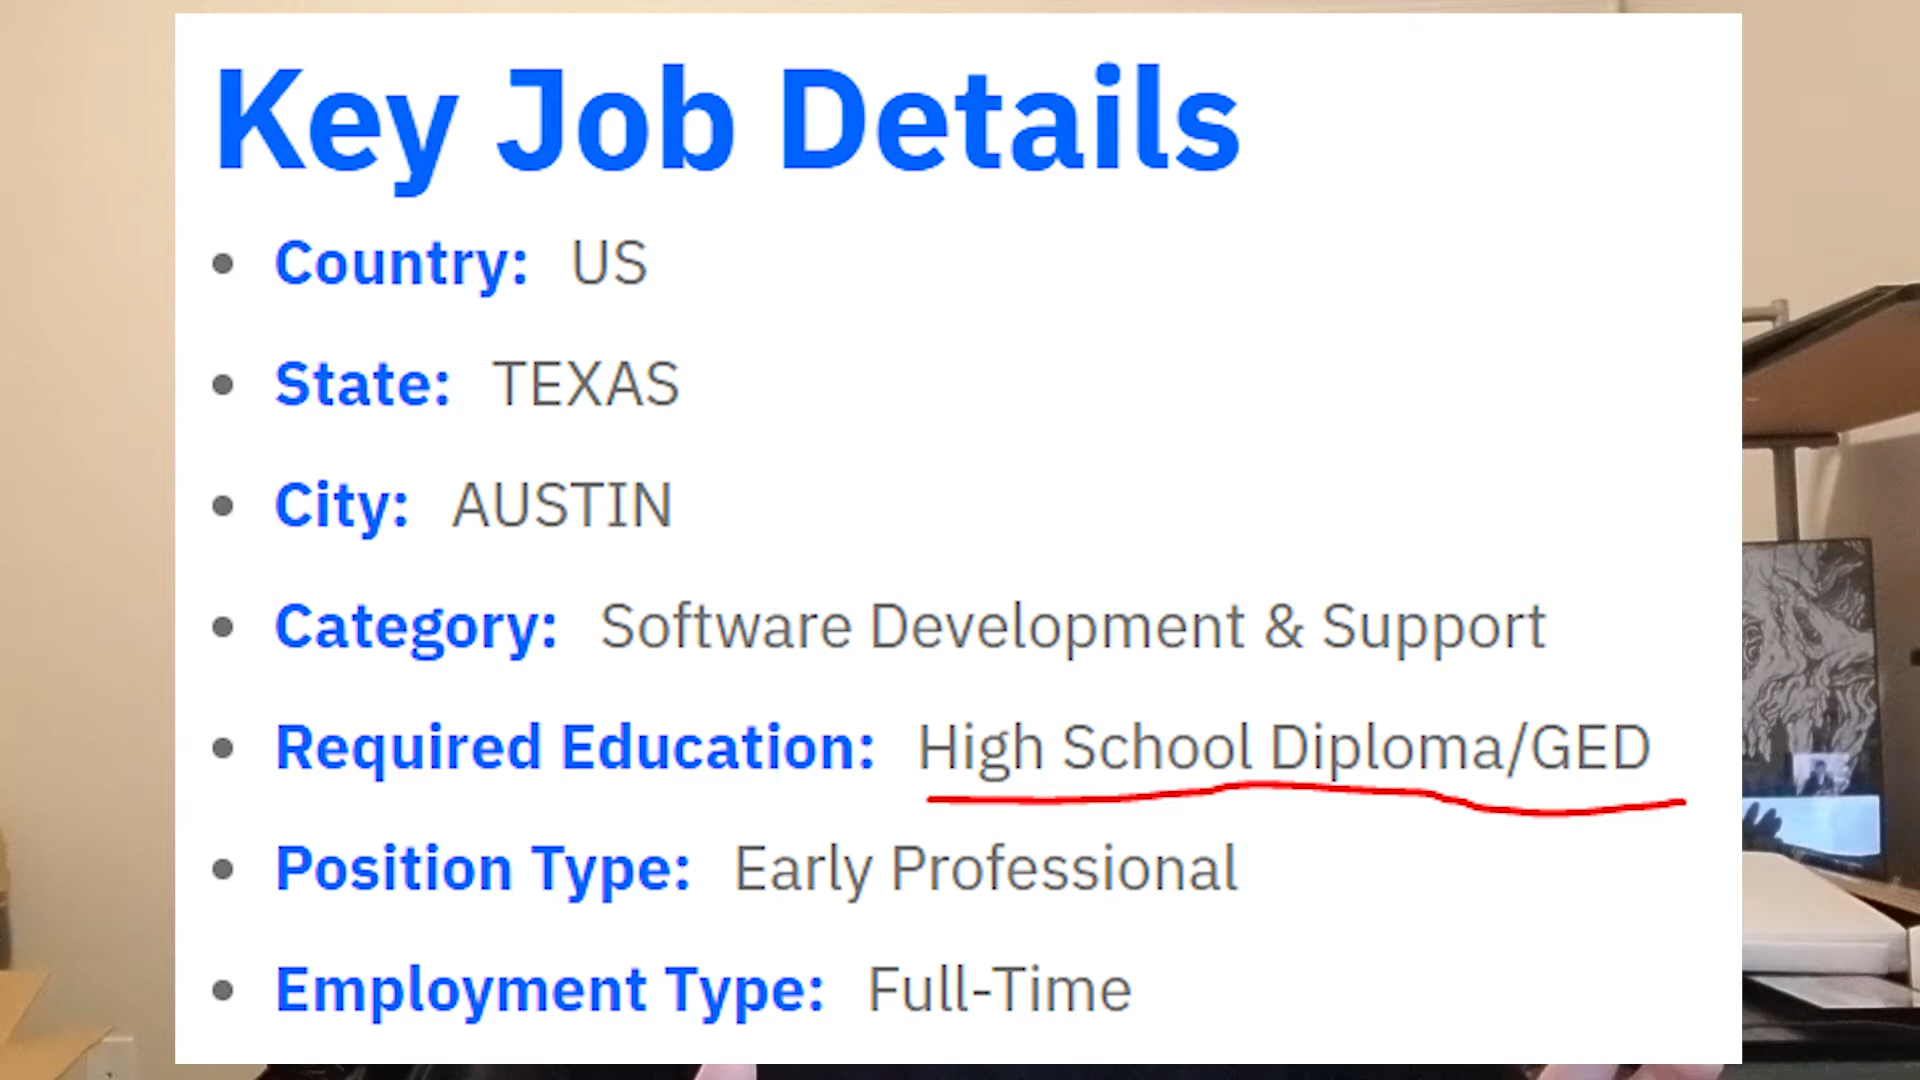 Key Job Details
• Country: US
• State: TEXAS
• City: AUSTIN
• Category: Software Development & Support
• Required Education: High School Diploma/GED
• Position Type: Early Professional
• Employment Type: Full-Time